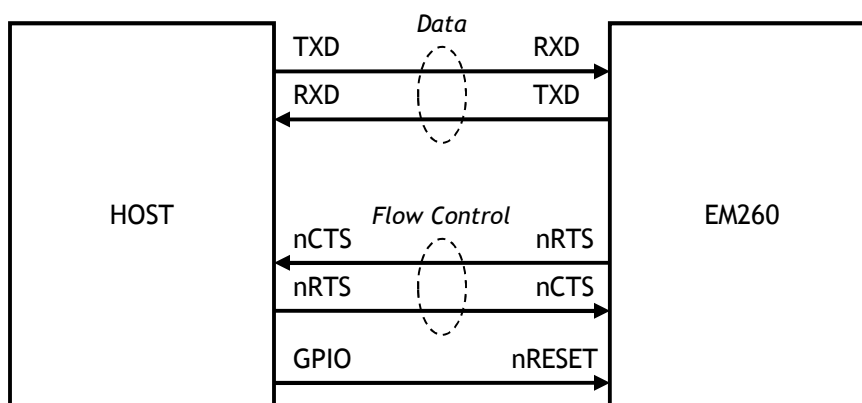 Data
TXD RXD
RXD TXD
HOST Flow Control EM260
nCTS nRTS
nRTS nCTS
GPIO nRESET